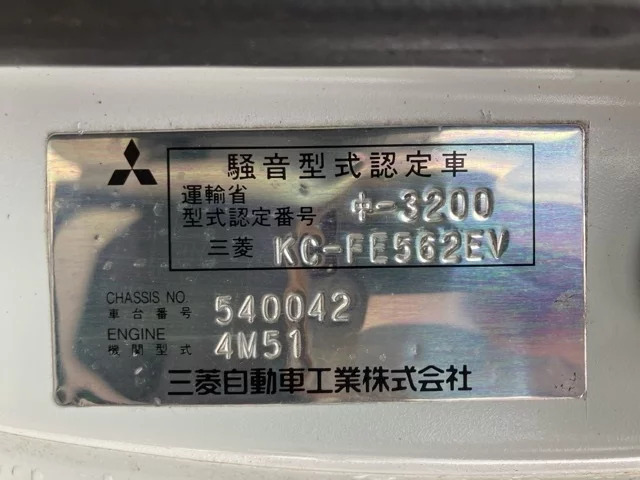 騒音型式認定車
運輸省
型式認定番号 ヰ-3200
三菱 KC-FE562EV
CHASSIS NO
車台番号 540042
ENGINE
機関型式 4M51
三菱自動車工業株式会社